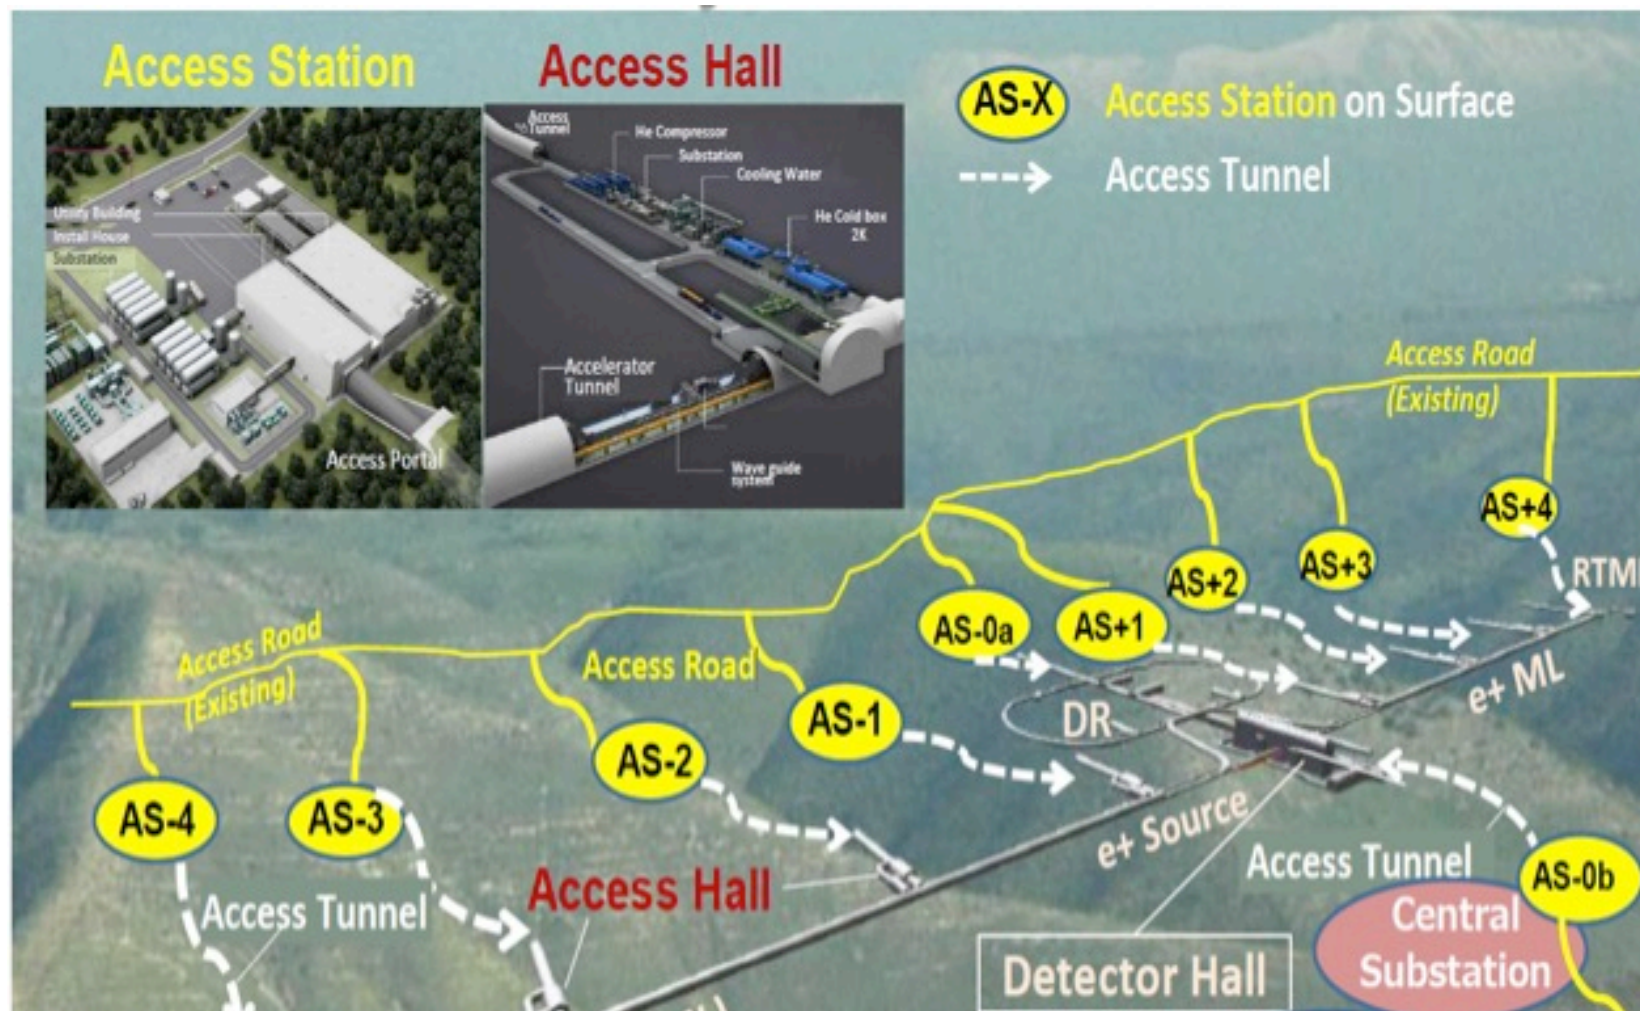 Access Station
Access Hall
AS-X
Access Station on Surface
Access Tunnel
Utility Building
Install House
Substation
Access Portal
Access
Tunnel
He Compressor
Substation
Cooling Water
He Cold box
2K
Accelerator
Tunnel
Wave guide
system
Access Road
(Existing)
AS+4
AS+3
AS+2
RTML
AS+1
AS-0a
Access Road
(Existing)
Access Road
e+ ML
AS-1
DR
AS-2
AS-4
AS-3
e+ Source
Access Tunnel
AS-0b
Access Hall
Access Tunnel
Central
Substation
Detector Hall